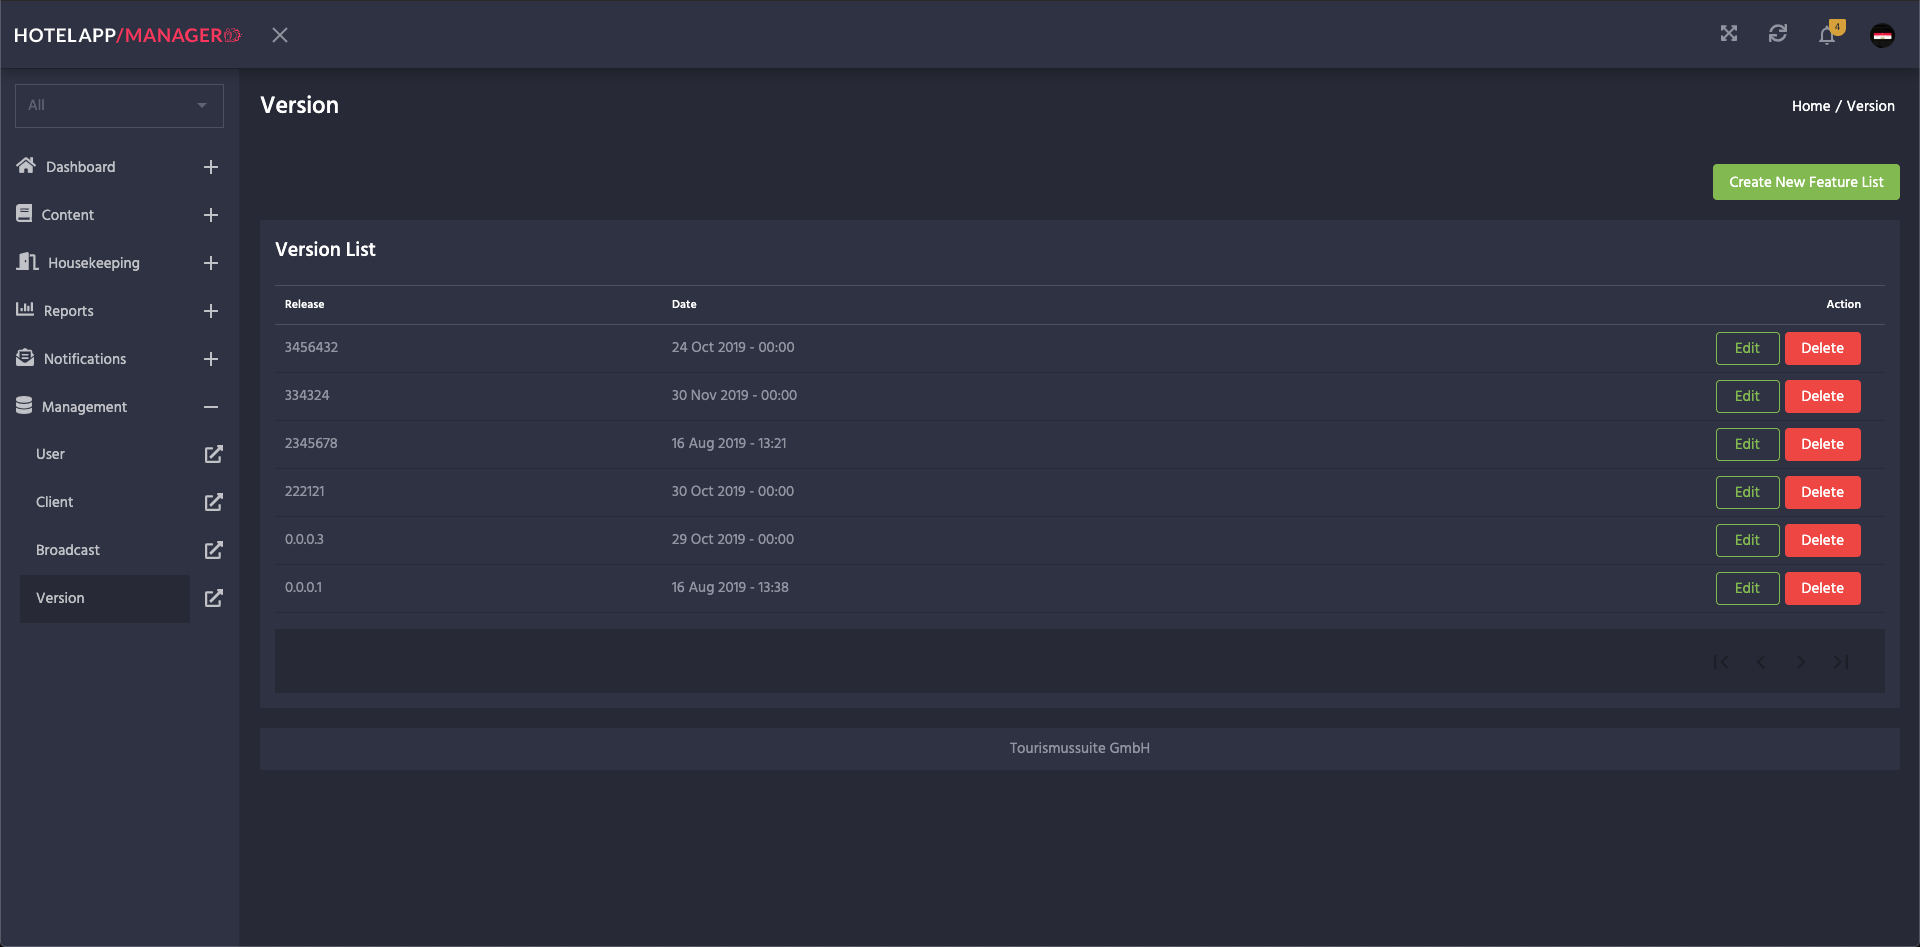 HOTELAPP/MANAGER
4
All
Version
Home / Version
Dashboard
Content
Housekeeping
Reports
Notifications
Management
User
Client
Broadcast
Version
Create New Feature List
Version List
Release Date Action
3456432 24 Oct 2019 - 00:00 Edit Delete
334324 30 Nov 2019 - 00:00 Edit Delete
2345678 16 Aug 2019 - 13:21 Edit Delete
222121 30 Oct 2019 - 00:00 Edit Delete
0.0.0.3 29 Oct 2019 - 00:00 Edit Delete
0.0.0.1 16 Aug 2019 - 13:38 Edit Delete
Tourismussuite GmbH